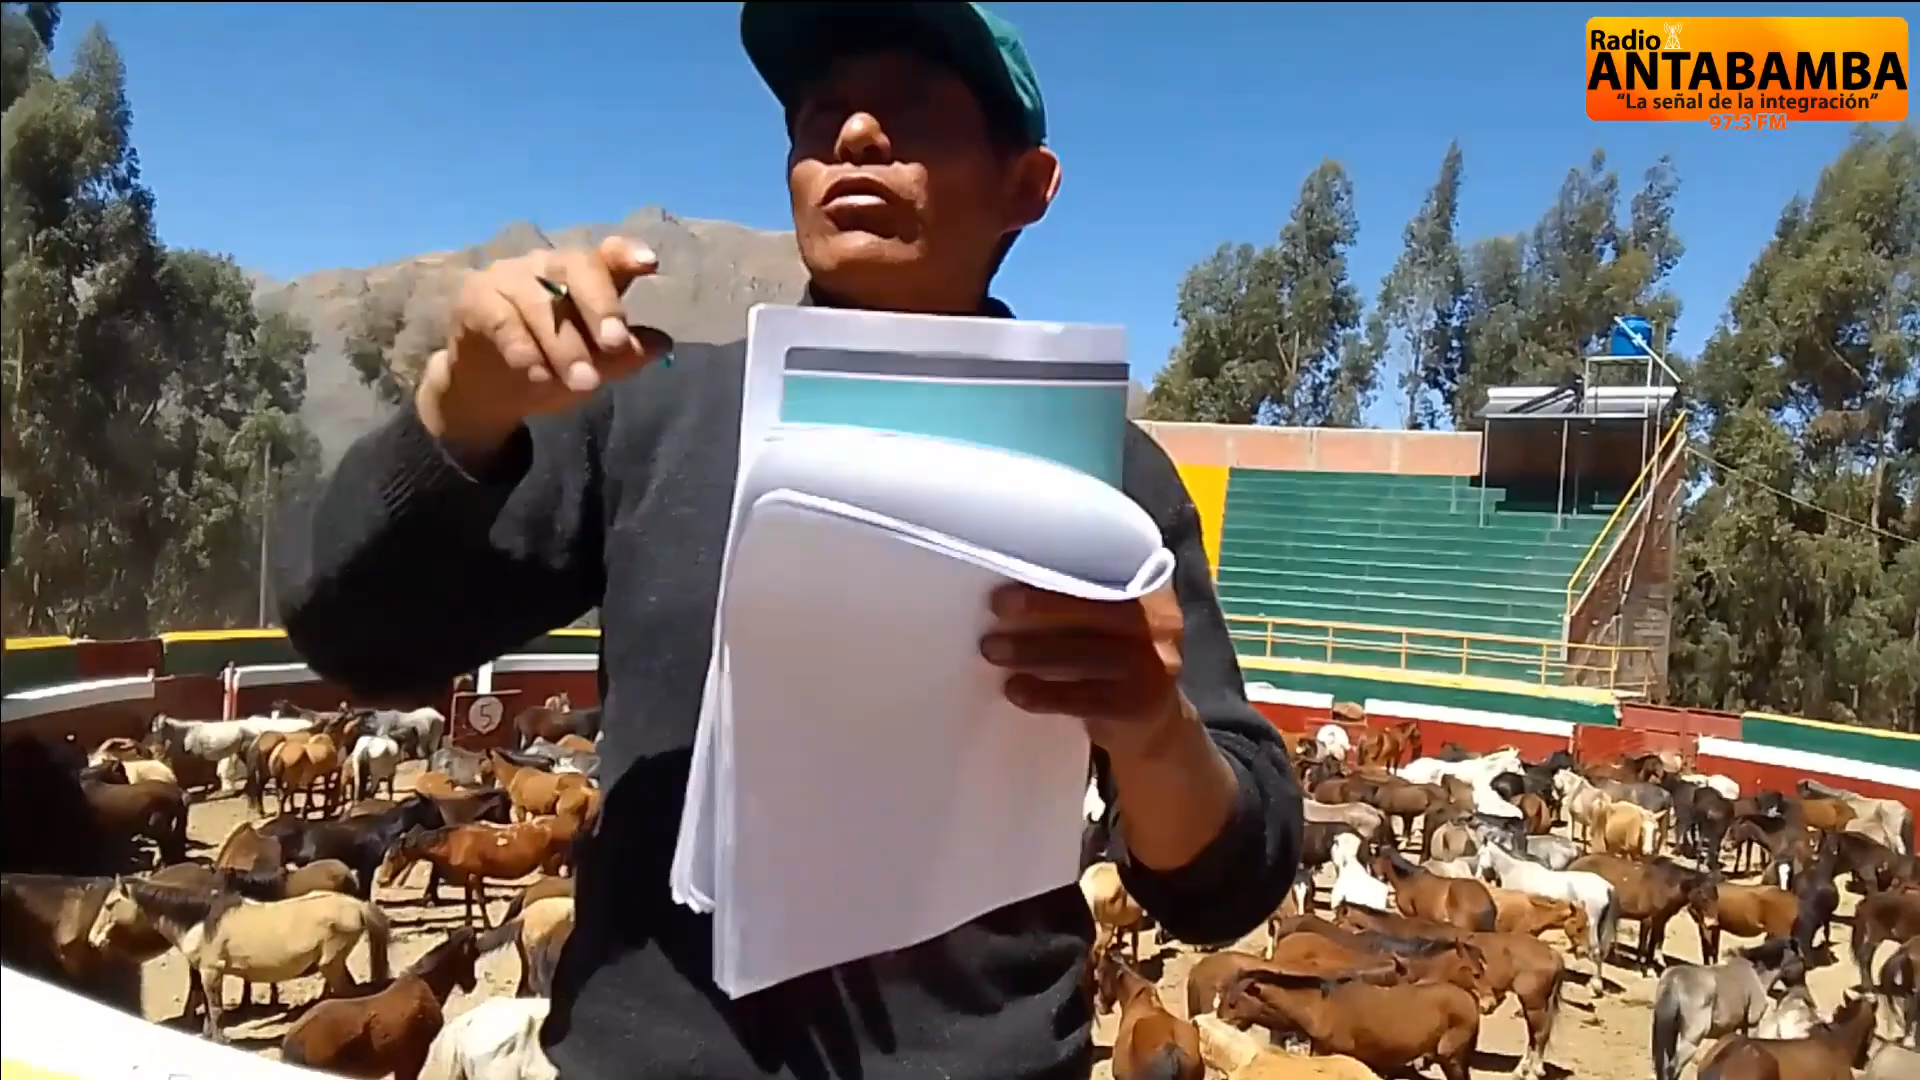 Radio
ANTABAMBA
“La señal de la integración”
97.3 FM
5